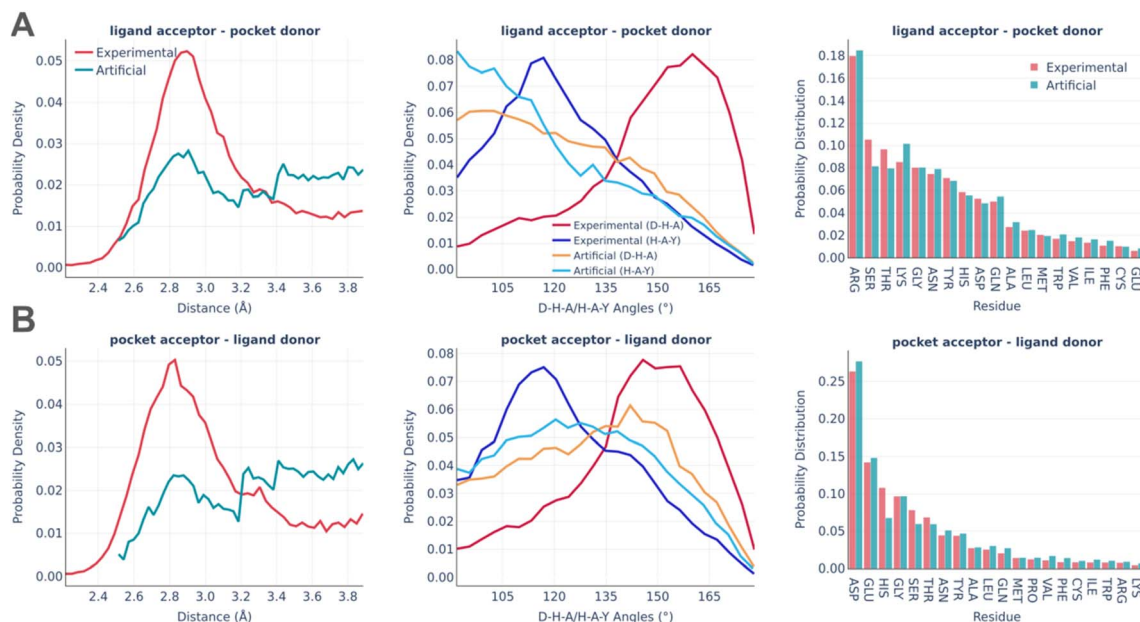 A
ligand acceptor - pocket donor
Experimental
Artificial
0.05
0.04
0.03
0.02
0.01
0.00
Probability Density
2.4 2.6 2.8 3.0 3.2 3.4 3.6 3.8
Distance (Å)
ligand acceptor - pocket donor
0.08
0.07
0.06
0.05
0.04
0.03
0.02
0.01
0.00
Probability Density
Experimental (D-H-A)
Experimental (H-A-Y)
Artificial (D-H-A)
Artificial (H-A-Y)
105 120 135 150 165
D-H-A/H-A-Y Angles (°)
ligand acceptor - pocket donor
Experimental
Artificial
0.18
0.16
0.14
0.12
0.10
0.08
0.06
0.04
0.02
0.00
Probability Distribution
ARG SER THR LYS GLY ASN TYR HIS ASP GLN ALA LEU MET TRP VAL ILE PHE CYS GLU
Residue
B
pocket acceptor - ligand donor
0.05
0.04
0.03
0.02
0.01
0.00
Probability Density
2.4 2.6 2.8 3.0 3.2 3.4 3.6 3.8
Distance (Å)
pocket acceptor - ligand donor
0.08
0.07
0.06
0.05
0.04
0.03
0.02
0.01
0.00
Probability Density
105 120 135 150 165
D-H-A/H-A-Y Angles (°)
pocket acceptor - ligand donor
0.25
0.20
0.15
0.10
0.05
0.00
Probability Distribution
ASP GLU HIS GLY SER THR ASN TYR ALA LEU GLN MET PRO VAL PHE CYS ILE TRP ARG LYS
Residue